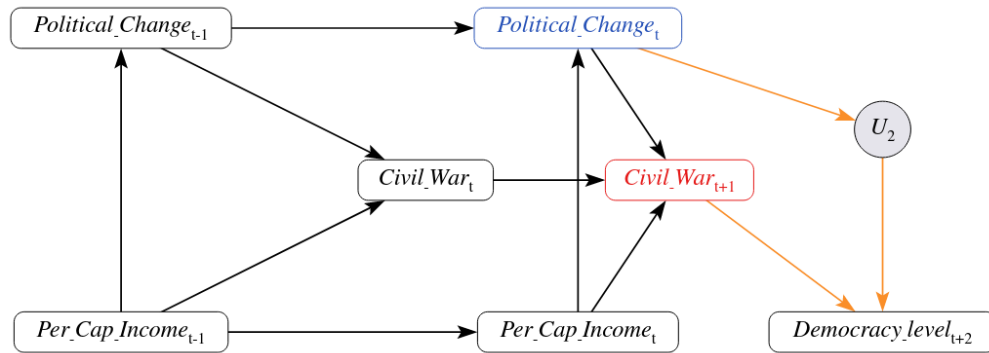 Political_Change_t-1
Political_Change_t
U_2
Civil_War_t
Civil_War_t+1
Per_Cap_Income_t-1
Per_Cap_Income_t
Democracy_level_t+2